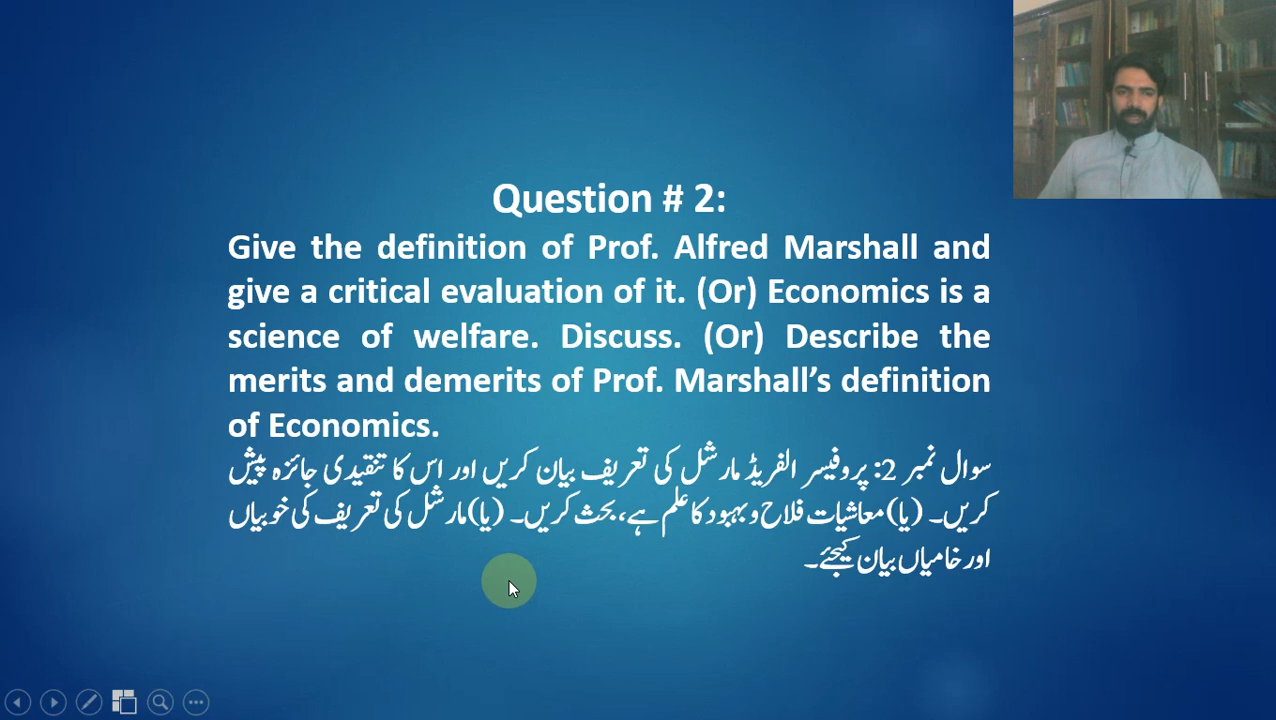 Question # 2:
Give the definition of Prof. Alfred Marshall and
give a critical evaluation of it. (Or) Economics is a
science of welfare. Discuss. (Or) Describe the
merits and demerits of Prof. Marshall’s definition
of Economics.
سوال نمبر 2: پروفیسر الفریڈ مارشل کی تعریف بیان کریں اور اس کا تنقیدی جائزہ پیش
کریں۔ (یا) معاشیات فلاح و بہبود کا علم ہے، بحث کریں۔ (یا) مارشل کی تعریف کی خوبیاں
اور خامیاں بیان کیجئے۔